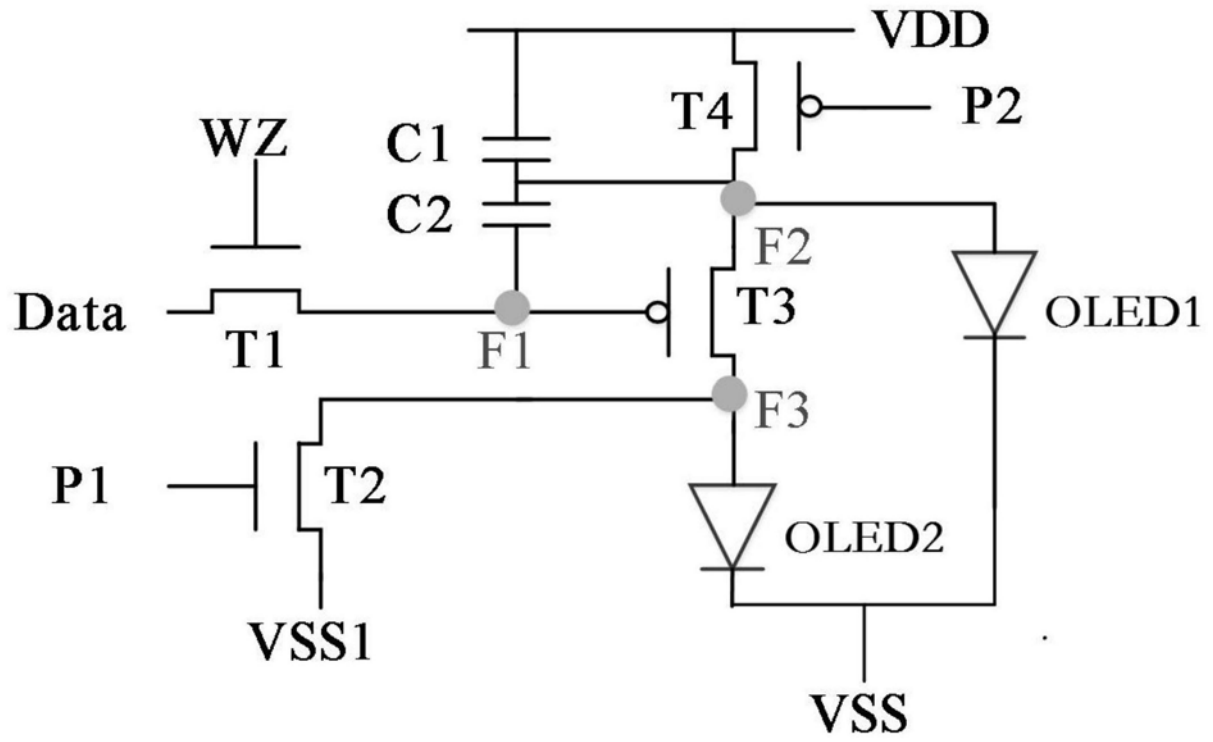 VDD
T4
P2
WZ
C1
C2
F2
Data
T1
F1
T3
OLED1
F3
P1
T2
OLED2
VSS1
VSS